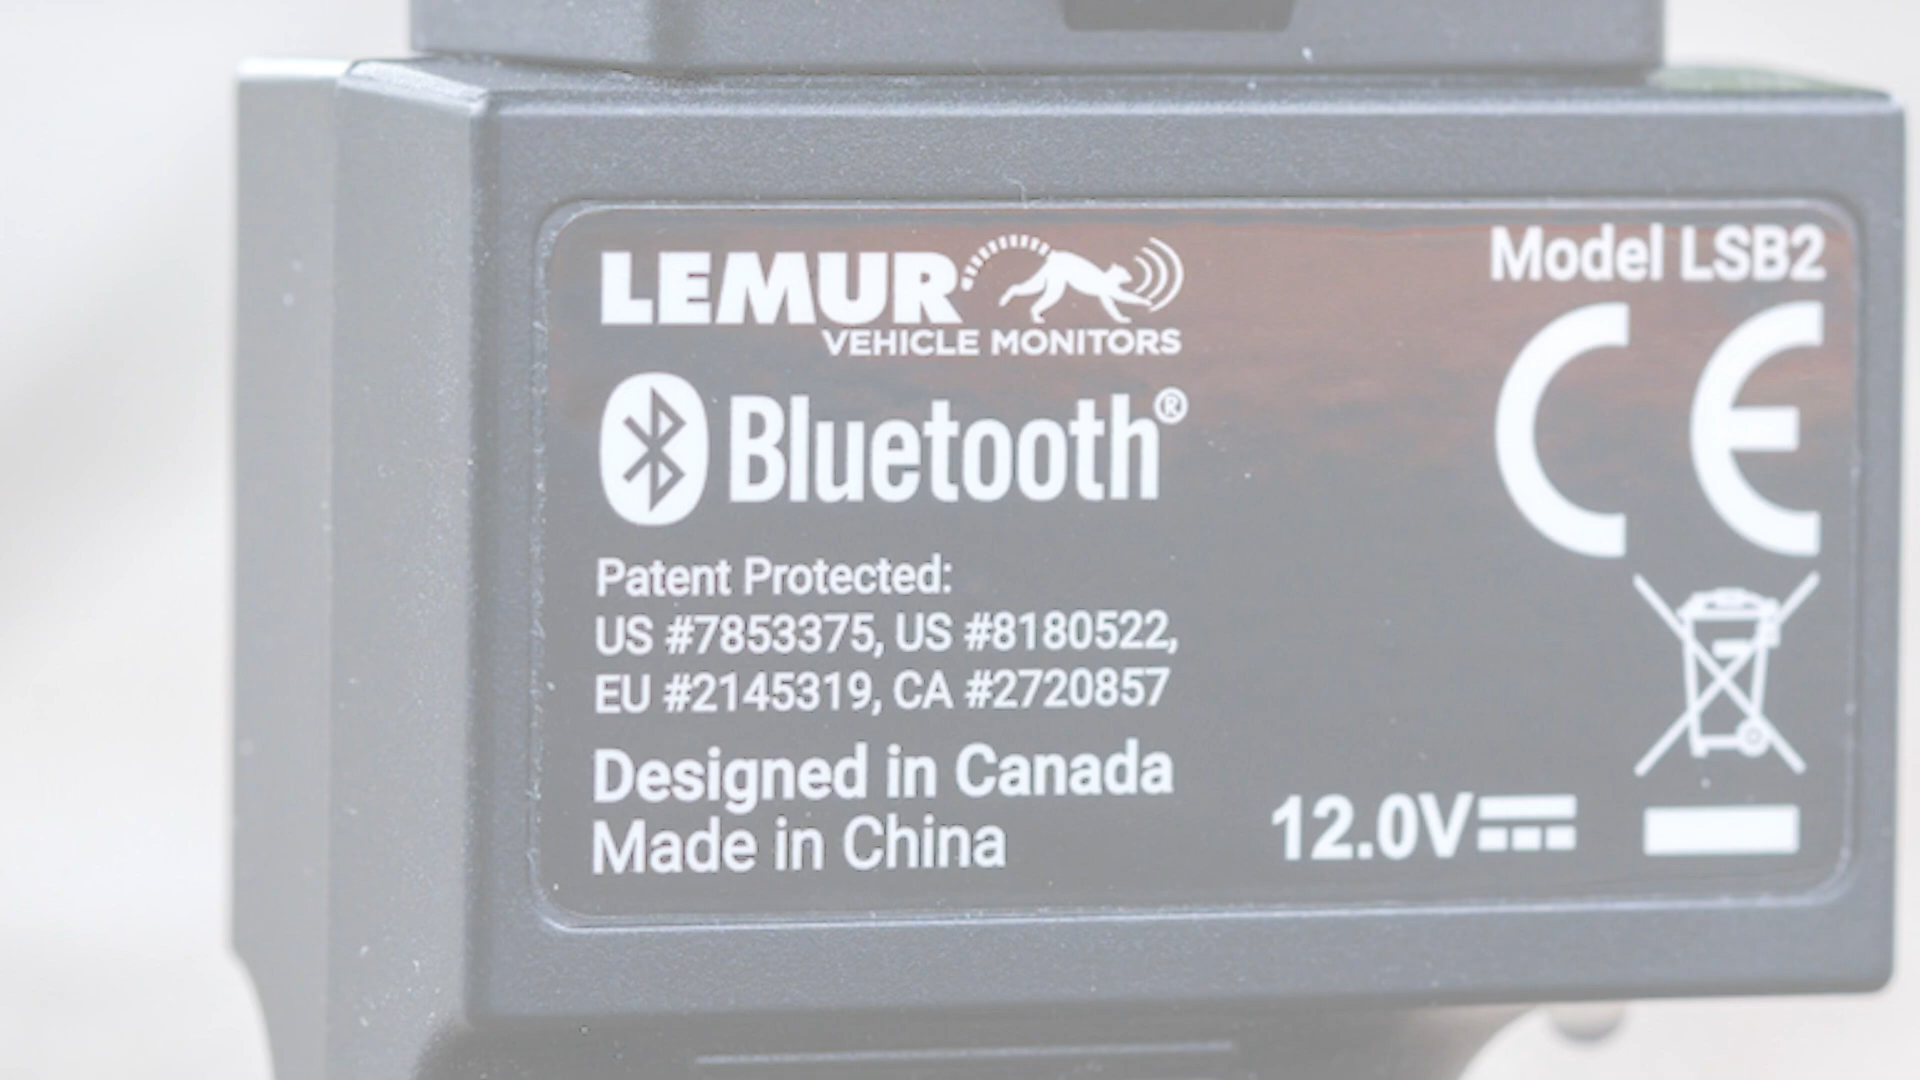 LEMUR
VEHICLE MONITORS
Model LSB2
Bluetooth®
CE
Patent Protected:
US #7853375, US #8180522,
EU #2145319, CA #2720857
Designed in Canada
Made in China
12.0V